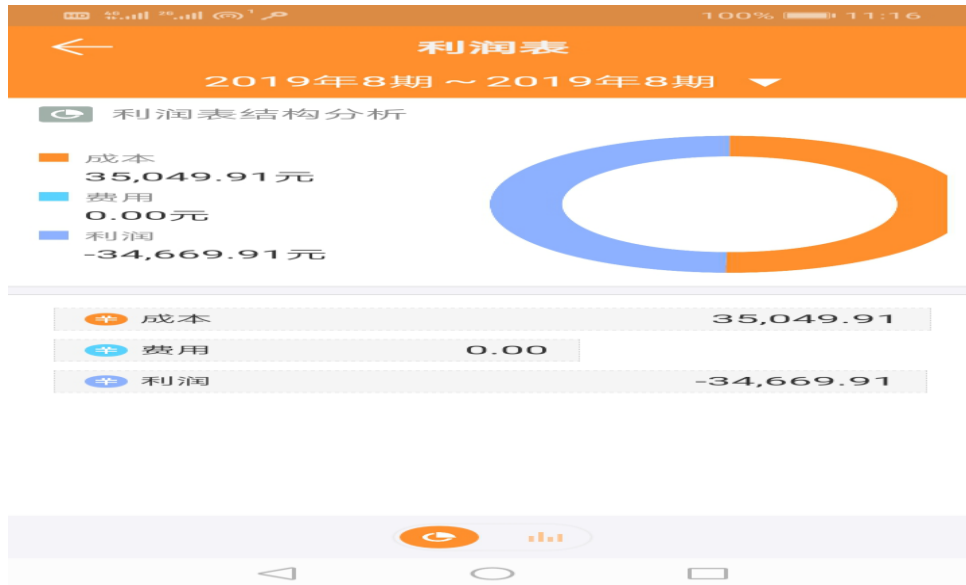 100% 11:16
利润表
2019年8期 ~ 2019年8期
利润表结构分析
成本
35,049.91元
费用
0.00元
利润
-34,669.91元
成本 35,049.91
费用 0.00
利润 -34,669.91